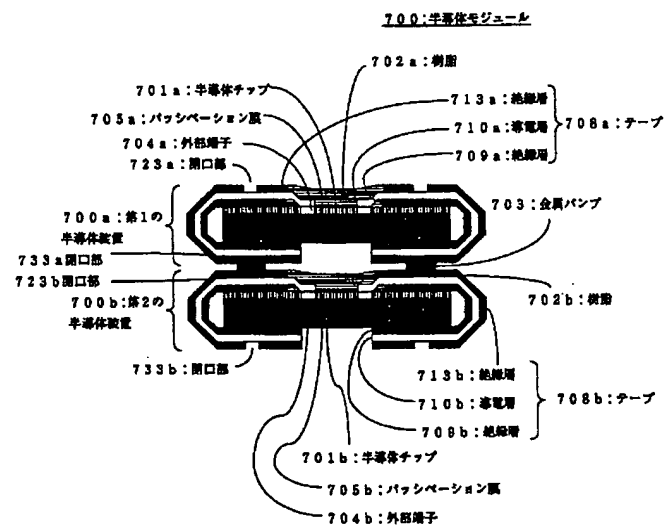 700:半導体モジュール
702a:樹脂
701a:半導体チップ
713a:絶縁層
705a:パッシベーション膜
710a:導電層
708a:テープ
704a:外部端子
709a:絶縁層
723a:開口部
703:金属バンプ
700a:第1の
半導体装置
733a開口部
723b開口部
700b:第2の
半導体装置
702b:樹脂
733b:開口部
713b:絶縁層
710b:導電層
708b:テープ
709b:絶縁層
701b:半導体チップ
705b:パッシベーション膜
704b:外部端子